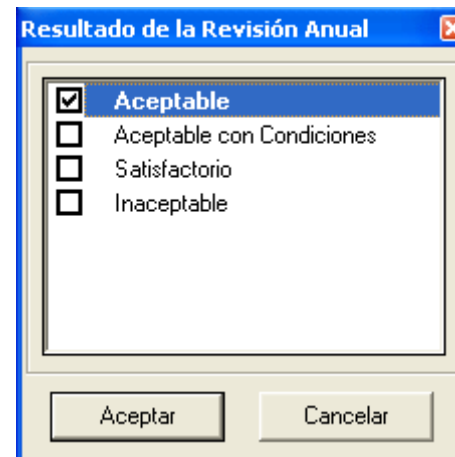 Resultado de la Revisión Anual
Aceptable
Aceptable con Condiciones
Satisfactorio
Inaceptable
Aceptar Cancelar